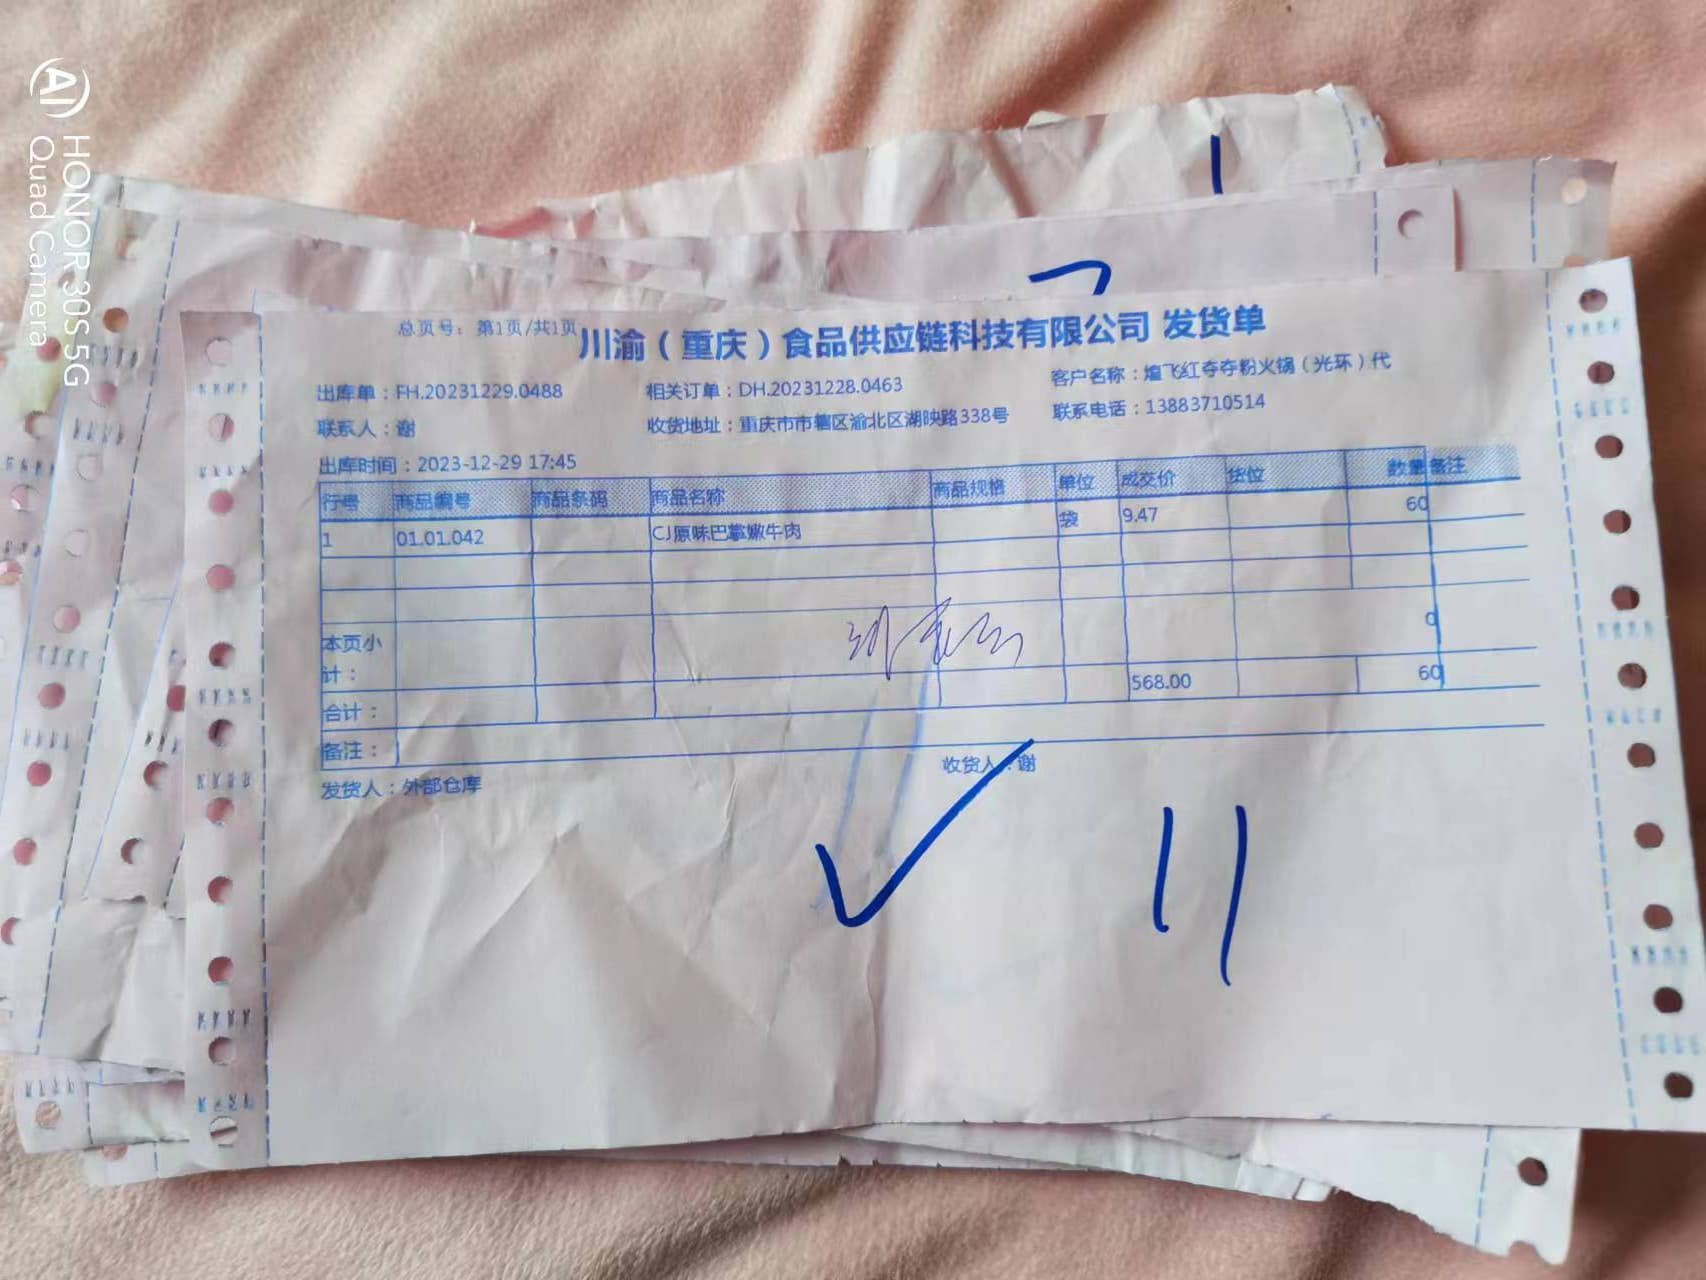 HONOR 30S 5G
Quad Camera
总页号：第1页/共1页
川渝（重庆）食品供应链科技有限公司 发货单
出库单：FH.20231229.0488 相关订单：DH.20231228.0463 客户名称：煊飞红夺夺粉火锅（光环）代
联系人：谢 收货地址：重庆市市辖区渝北区湖映路338号 联系电话：13883710514
出库时间：2023-12-29 17:45
行号 商品编号 商品条码 商品名称 商品规格 单位 成交价 货位 数量 备注
1 01.01.042 CJ原味巴掌嫩牛肉 袋 9.47 60
本页小计： 0
合计： 568.00 60
备注：
发货人：外部仓库 收货人：谢
11